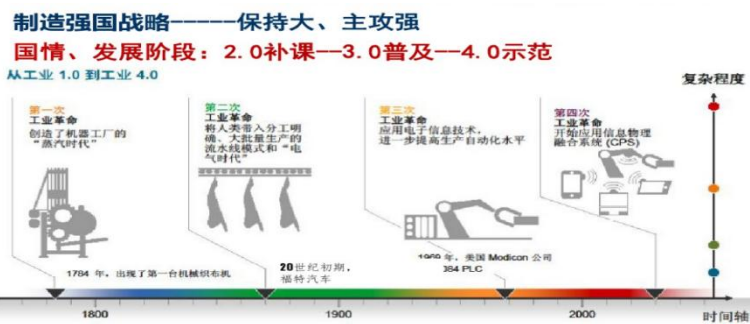 制造强国战略-----保持大、主攻强
国情、发展阶段：2.0补课--3.0普及--4.0示范
从工业 1.0 到工业 4.0
复杂程度
第一次
工业革命
创造了机器工厂的
“蒸汽时代”
第二次
工业革命
将人类带入分工明
确、大批量生产的
流水线模式和“电
气时代”
第三次
工业革命
应用电子信息技术，
进一步提高生产自动化水平
第四次
工业革命
开始应用信息物理
融合系统 (CPS)
1784 年，出现了第一台机械织布机
20世纪初期，
福特汽车
1969 年，美国 Modicon 公司
084 PLC
1800
1900
2000
时间轴